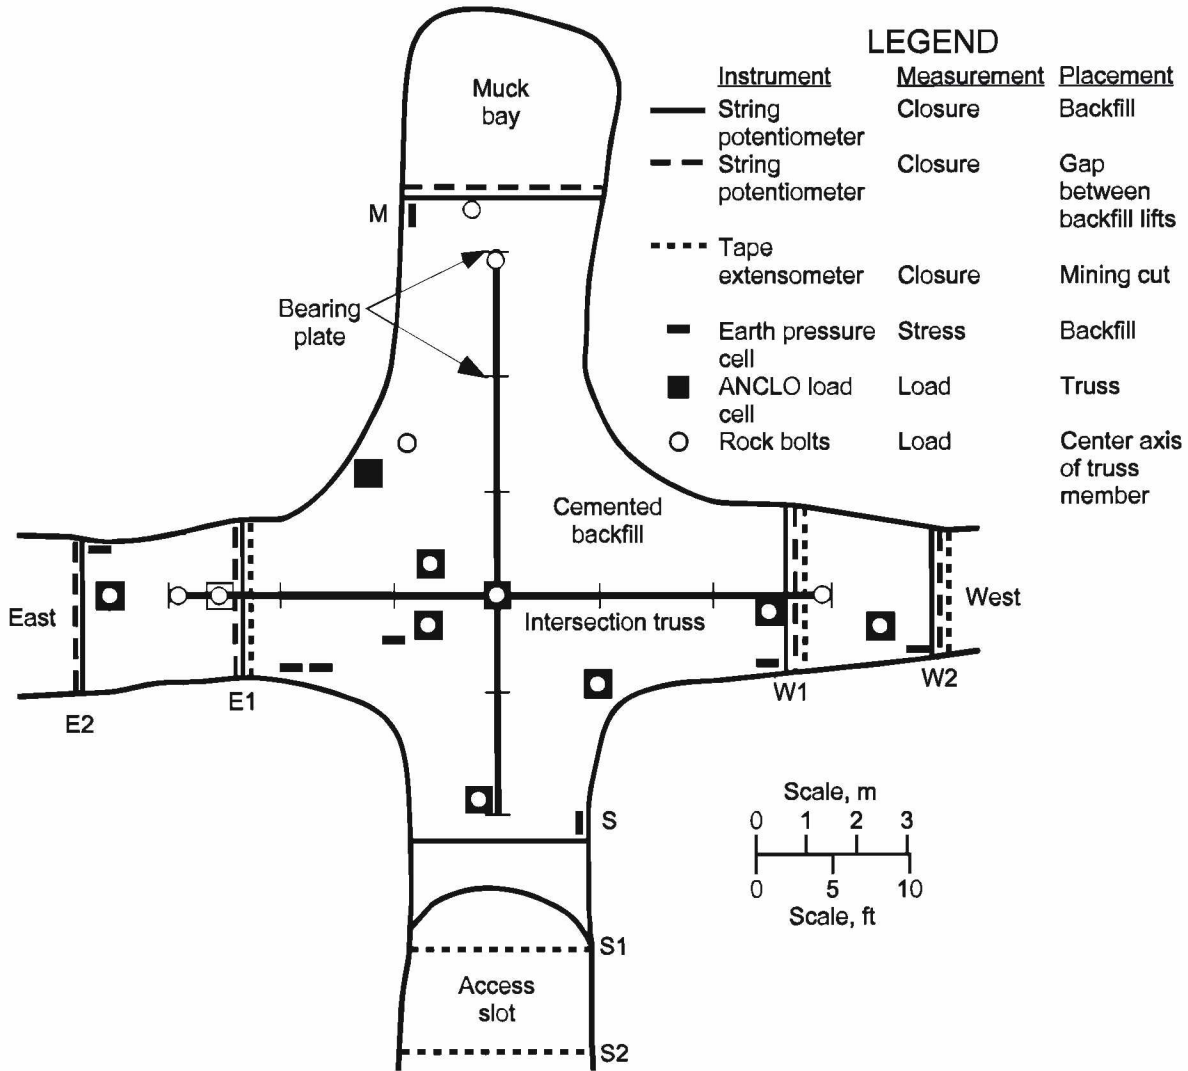 LEGEND
Instrument Measurement Placement
String potentiometer Closure Backfill
String potentiometer Closure Gap between backfill lifts
Tape extensometer Closure Mining cut
Earth pressure cell Stress Backfill
ANCLO load cell Load Truss
Rock bolts Load Center axis of truss member
Muck
bay
M
Bearing
plate
Cemented
backfill
East
Intersection truss
West
E2
E1
W1
W2
S
Scale, m
0 1 2 3
0 5 10
Scale, ft
S1
Access
slot
S2